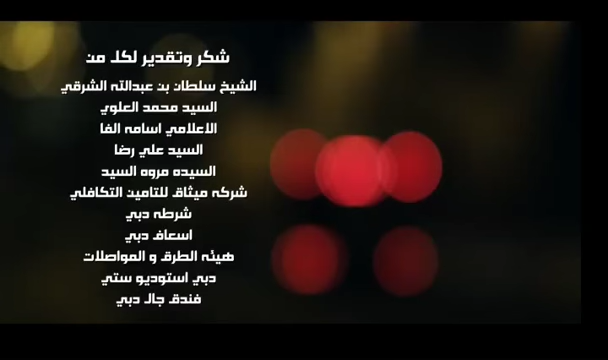 شكر وتقدير لكل من
الشيخ سلطان بن عبدالله الشرقي
السيد محمد العلوي
الاعلامي اسامه الفا
السيد علي رضا
السيده مروه السيد
شركه ميثاق للتامين التكافلي
شرطه دبي
اسعاف دبي
هيئه الطرق و المواصلات
دبي استوديو ستي
فندق جال دبي